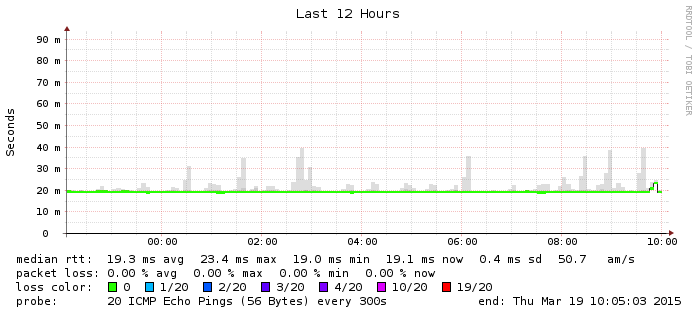 Last 12 Hours
RRDTOOL / TOBI OETIKER
Seconds
90 m
80 m
70 m
60 m
50 m
40 m
30 m
20 m
10 m
0
00:00 02:00 04:00 06:00 08:00 10:00
median rtt: 19.3 ms avg 23.4 ms max 19.0 ms min 19.1 ms now 0.4 ms sd 50.7 am/s
packet loss: 0.00 % avg 0.00 % max 0.00 % min 0.00 % now
loss color: 0 1/20 2/20 3/20 4/20 10/20 19/20
probe: 20 ICMP Echo Pings (56 Bytes) every 300s end: Thu Mar 19 10:05:03 2015